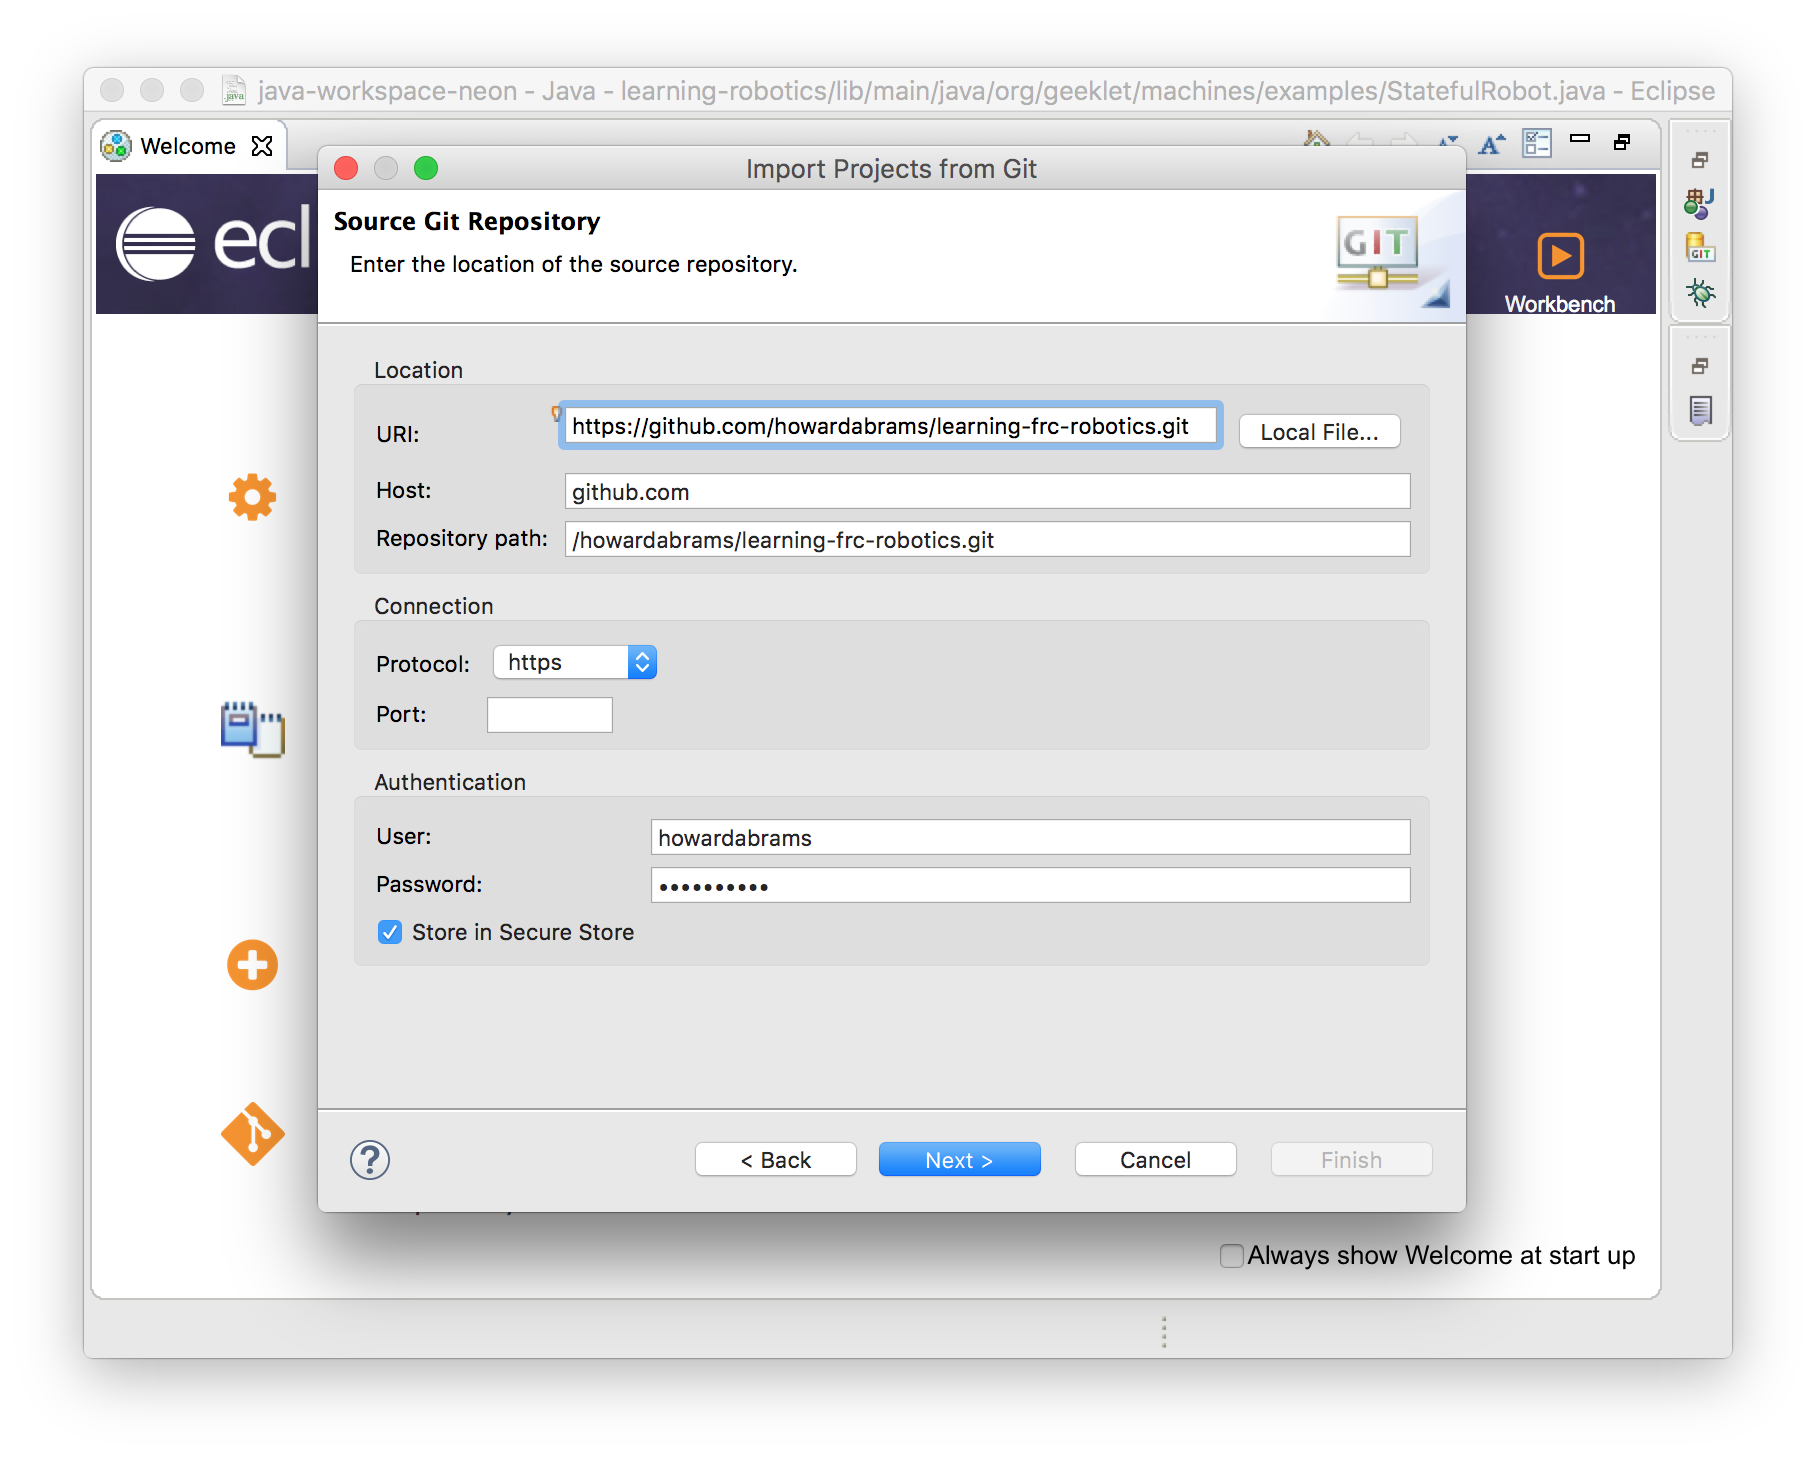 java-workspace-neon - Java - learning-robotics/lib/main/java/org/geeklet/machines/examples/StatefulRobot.java - Eclipse
Welcome
Import Projects from Git
ecl
Source Git Repository
Enter the location of the source repository.
GIT
GIT
Workbench
Location
URI:
https://github.com/howardabrams/learning-frc-robotics.git
Local File...
Host:
github.com
Repository path:
/howardabrams/learning-frc-robotics.git
Connection
Protocol:
https
Port:
Authentication
User:
howardabrams
Password:
••••••••••
Store in Secure Store
?
< Back
Next >
Cancel
Finish
Always show Welcome at start up